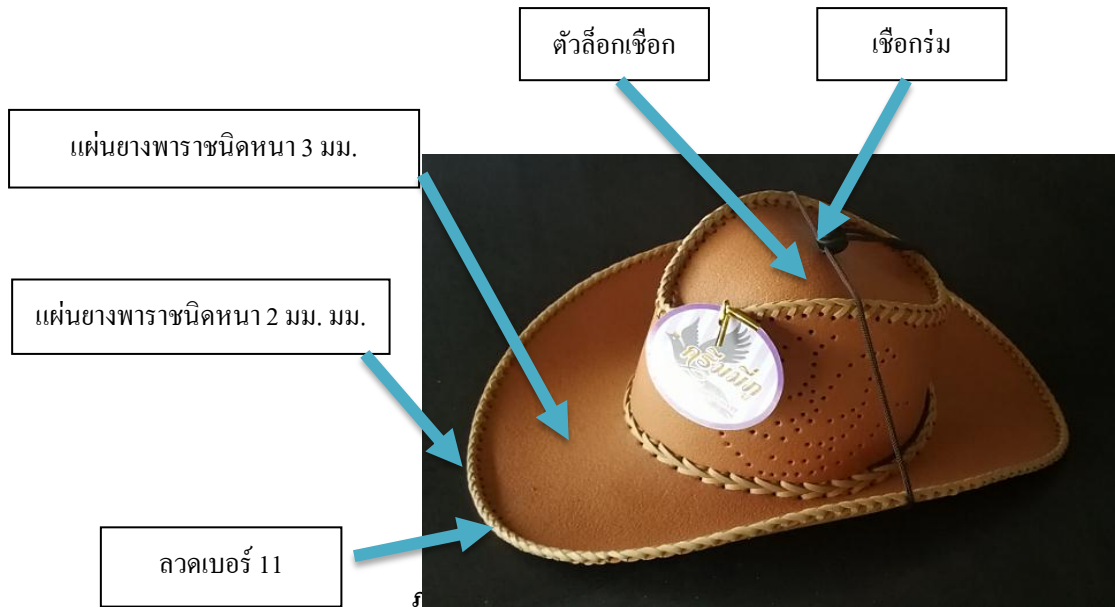 ตัวล็อกเชือก
เชือกร่ม
แผ่นยางพาราชนิดหนา 3 มม.
แผ่นยางพาราชนิดหนา 2 มม. มม.
ลวดเบอร์ 11